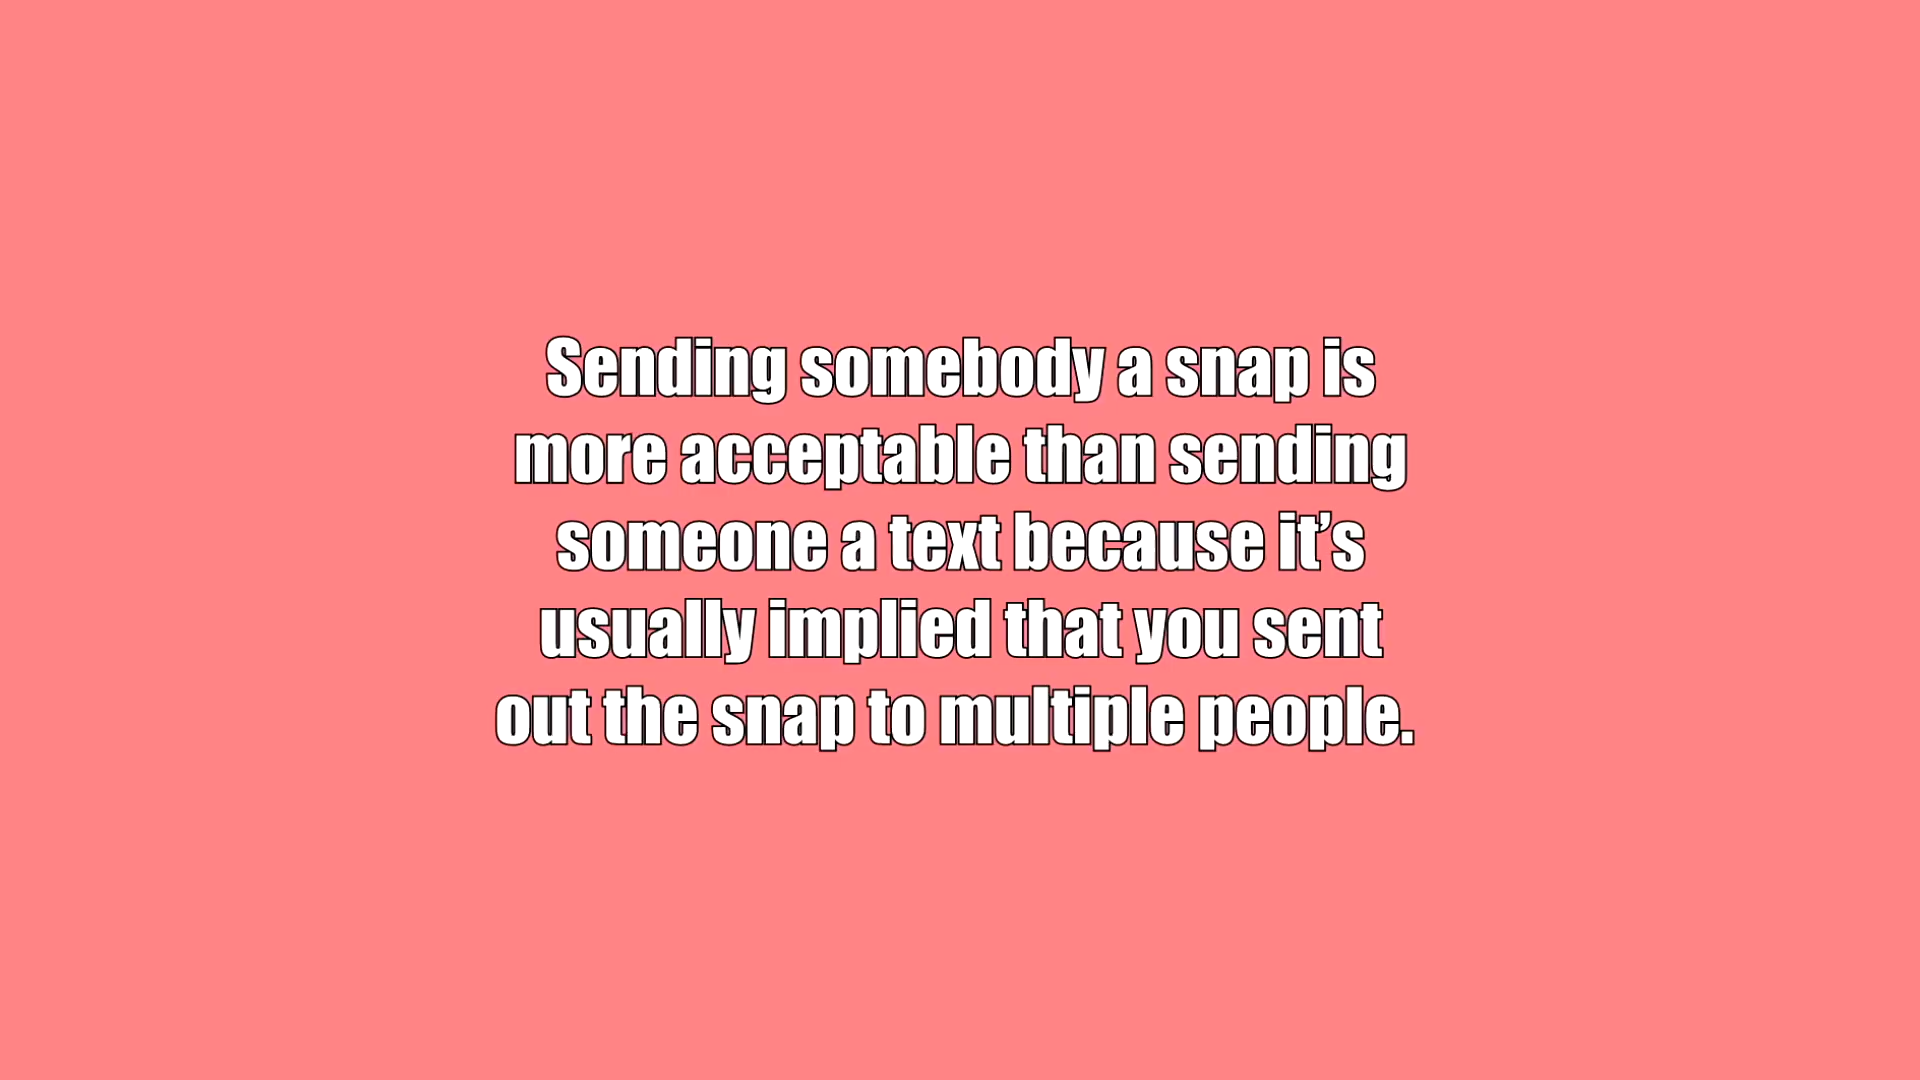 Sending somebody a snap is
more acceptable than sending
someone a text because it’s
usually implied that you sent
out the snap to multiple people.